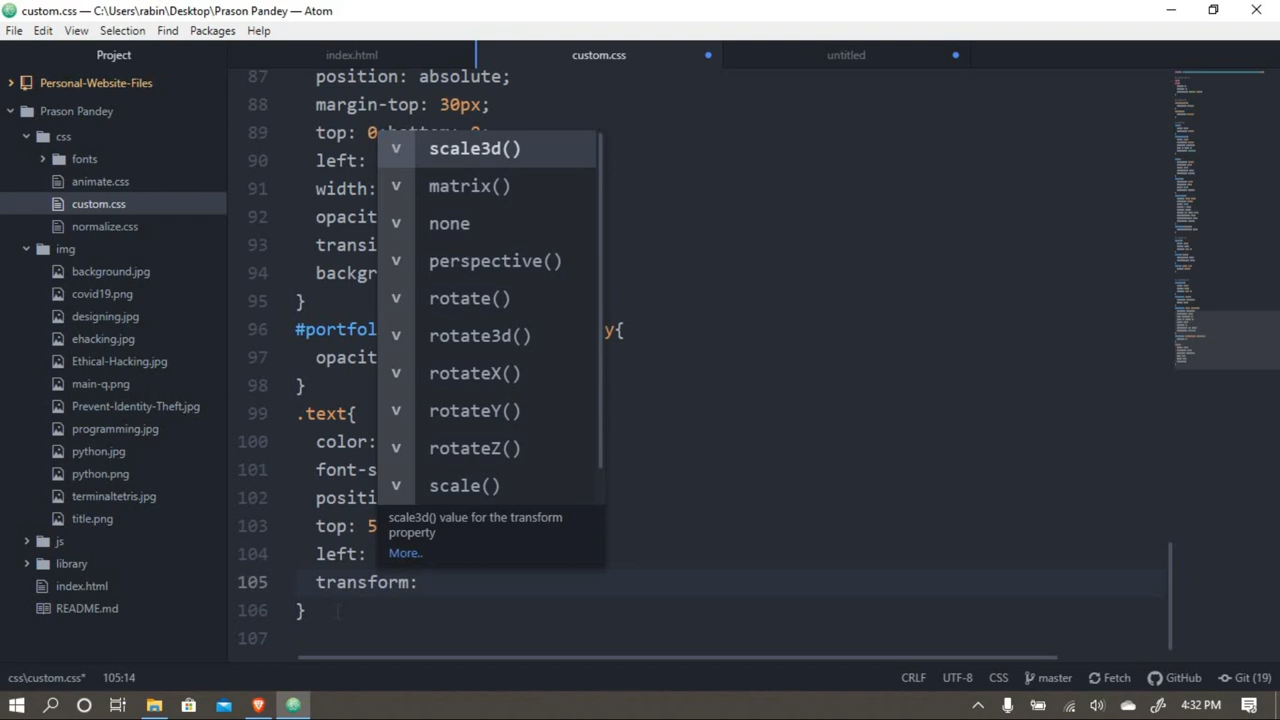 custom.css — C:\Users\rabin\Desktop\Prason Pandey — Atom
File Edit View Selection Find Packages Help
Project
index.html
custom.css
untitled
Personal-Website-Files
Prason Pandey
css
fonts
animate.css
custom.css
normalize.css
img
background.jpg
covid19.png
designing.jpg
ehacking.jpg
Ethical-Hacking.jpg
main-q.png
Prevent-Identity-Theft.jpg
programming.jpg
python.jpg
python.png
terminaltetris.jpg
title.png
js
library
index.html
README.md
87 position: absolute;
88 margin-top: 30px;
89 top: 0;bottom: 0;
90 left:
91 width:
92 opacit
93 transi
94 backgr
95 }
96 #portfol y{
97 opacit
98 }
99 .text{
100 color:
101 font-s
102 positi
103 top: 5
104 left:
105 transform:
106 }
107
v scale3d()
v matrix()
v none
v perspective()
v rotate()
v rotate3d()
v rotateX()
v rotateY()
v rotateZ()
v scale()
scale3d() value for the transform
property
More..
css\custom.css* 105:14 CRLF UTF-8 CSS master Fetch GitHub Git (19)
4:32 PM